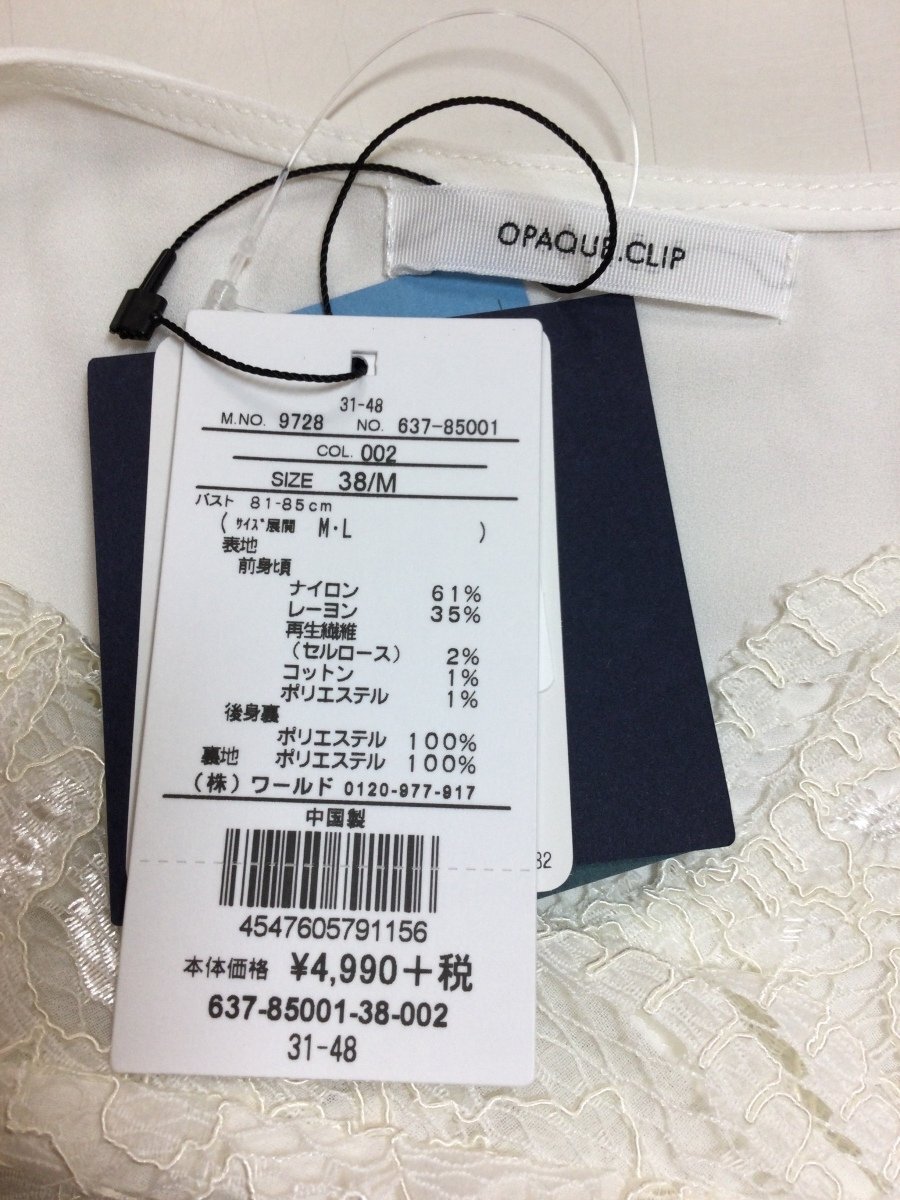 OPAQUE.CLIP
31-48
M.NO. 9728 NO. 637-85001
COL. 002
SIZE 38/M
バスト 81-85cm
(サイズ展開 M・L )
表地
前身頃
ナイロン 61%
レーヨン 35%
再生繊維
(セルロース) 2%
コットン 1%
ポリエステル 1%
後身裏
ポリエステル 100%
裏地 ポリエステル 100%
(株)ワールド 0120-977-917
中国製
32
4547605791156
本体価格 ¥4,990+税
637-85001-38-002
31-48